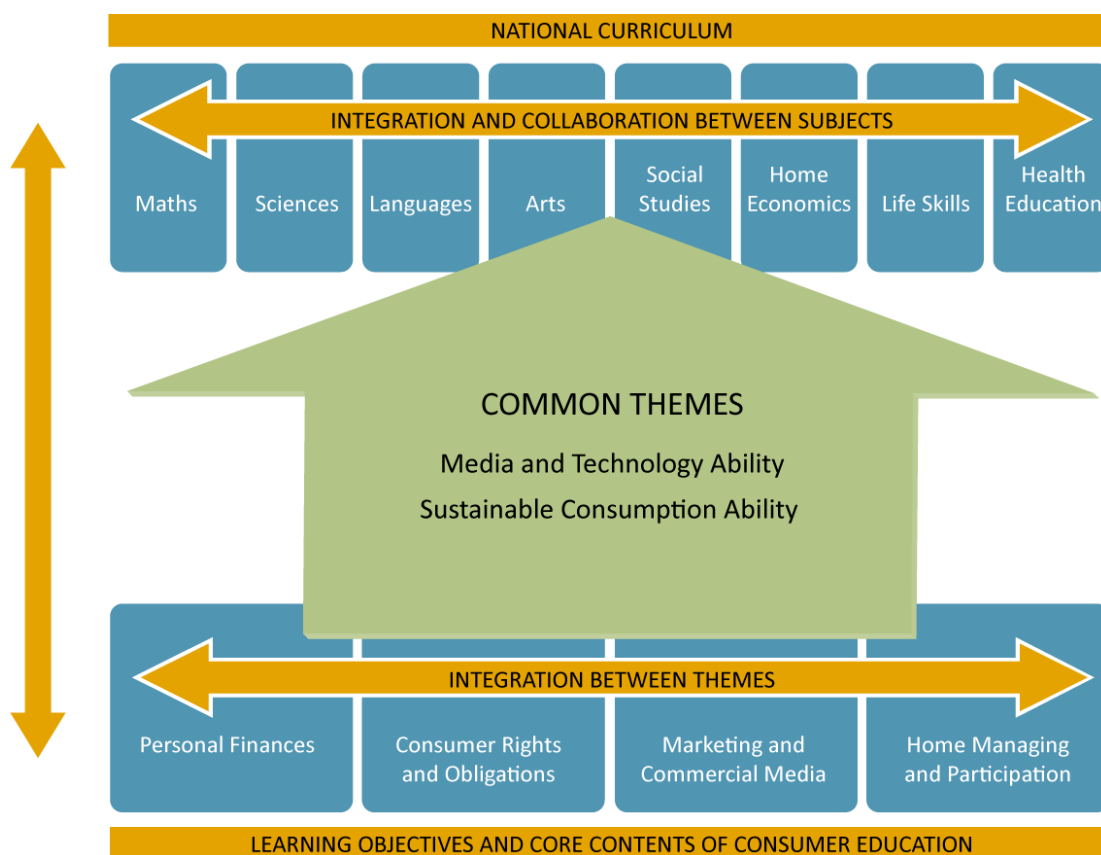 NATIONAL CURRICULUM
INTEGRATION AND COLLABORATION BETWEEN SUBJECTS
Maths
Sciences
Languages
Arts
Social
Studies
Home
Economics
Life Skills
Health
Education
COMMON THEMES
Media and Technology Ability
Sustainable Consumption Ability
INTEGRATION BETWEEN THEMES
Personal Finances
Consumer Rights
and Obligations
Marketing and
Commercial Media
Home Managing
and Participation
LEARNING OBJECTIVES AND CORE CONTENTS OF CONSUMER EDUCATION